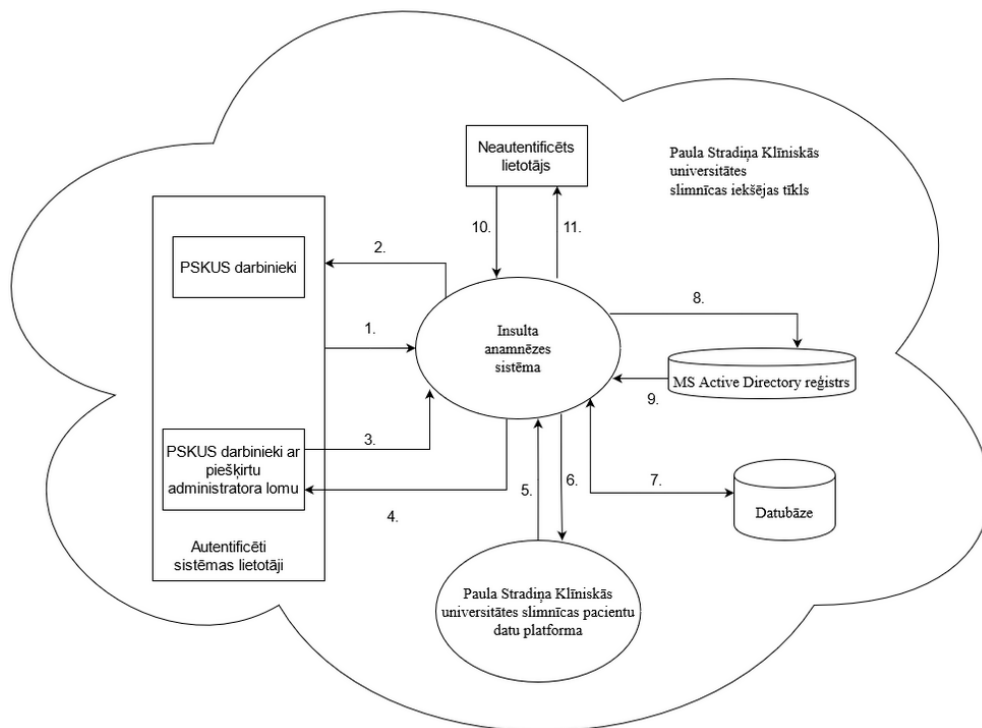 Neautentificēts
lietotājs
Paula Stradiņa Klīniskās
universitātes
slimnīcas iekšējas tīkls
10.
11.
2.
PSKUS darbinieki
8.
1.
Insulta
anamnēzes
sistēma
MS Active Directory reģistrs
9.
3.
PSKUS darbinieki ar
piešķirtu
administratora lomu
4.
5.
6.
7.
Datubāze
Autentificēti
sistēmas lietotāji
Paula Stradiņa Klīniskās
universitātes slimnīcas pacientu
datu platforma